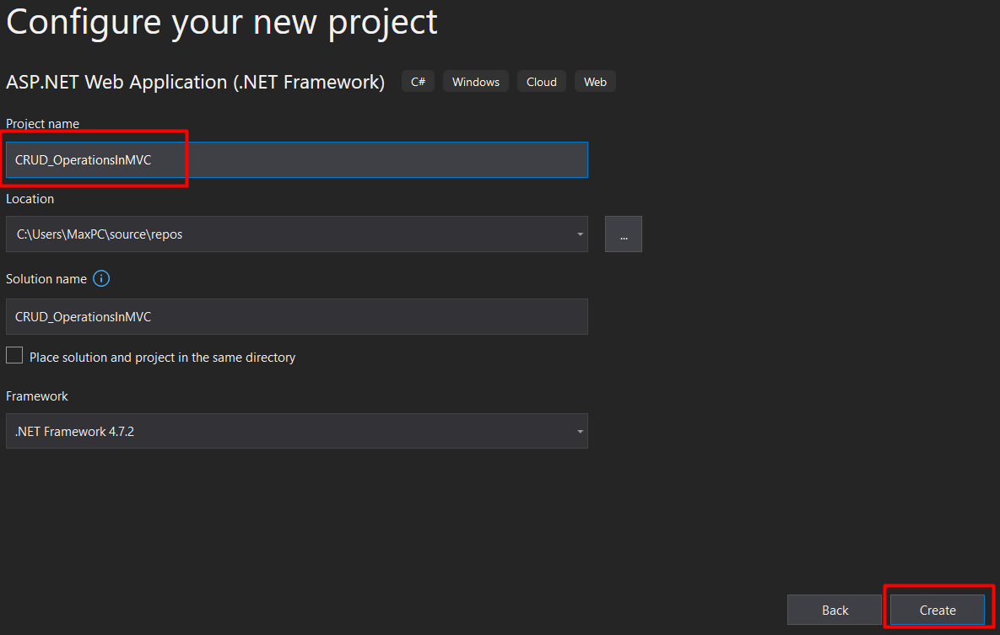 Configure your new project
ASP.NET Web Application (.NET Framework) C# Windows Cloud Web
Project name
CRUD_OperationsInMVC
Location
C:\Users\MaxPC\source\repos
...
Solution name
CRUD_OperationsInMVC
Place solution and project in the same directory
Framework
.NET Framework 4.7.2
Back Create